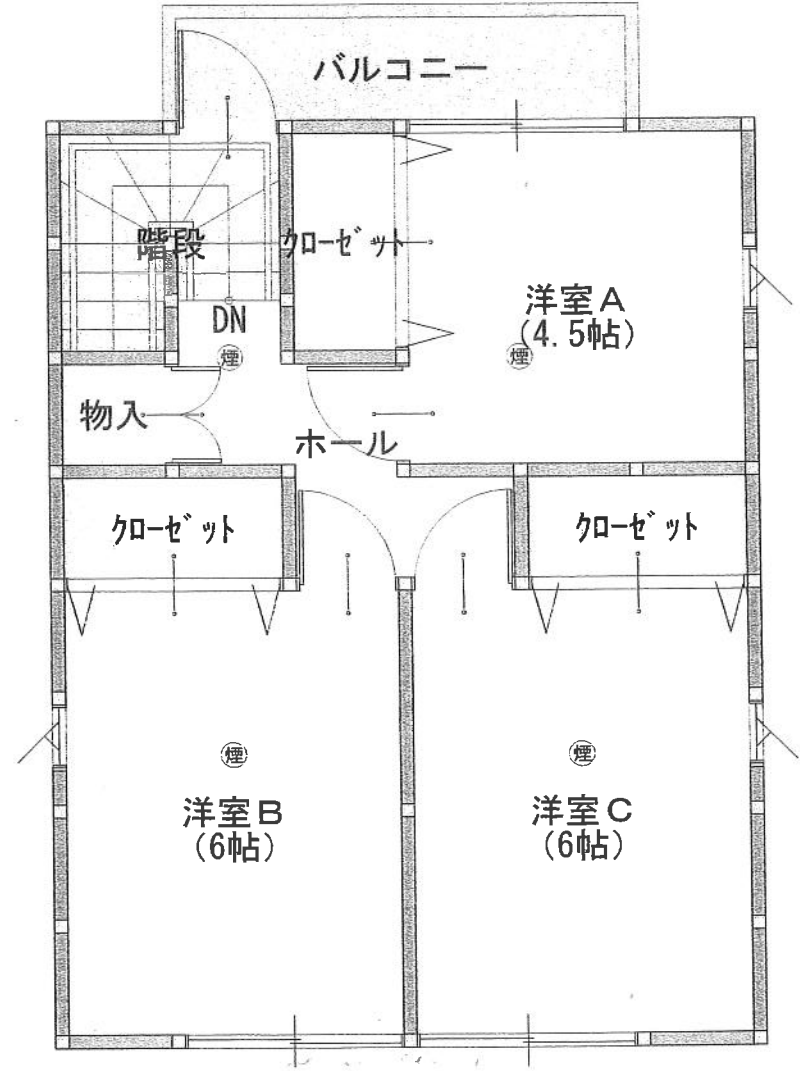 バルコニー
階段
クローゼット
洋室A
(4.5帖)
DN
煙
煙
物入
ホール
クローゼット
クローゼット
煙
煙
洋室B
(6帖)
洋室C
(6帖)